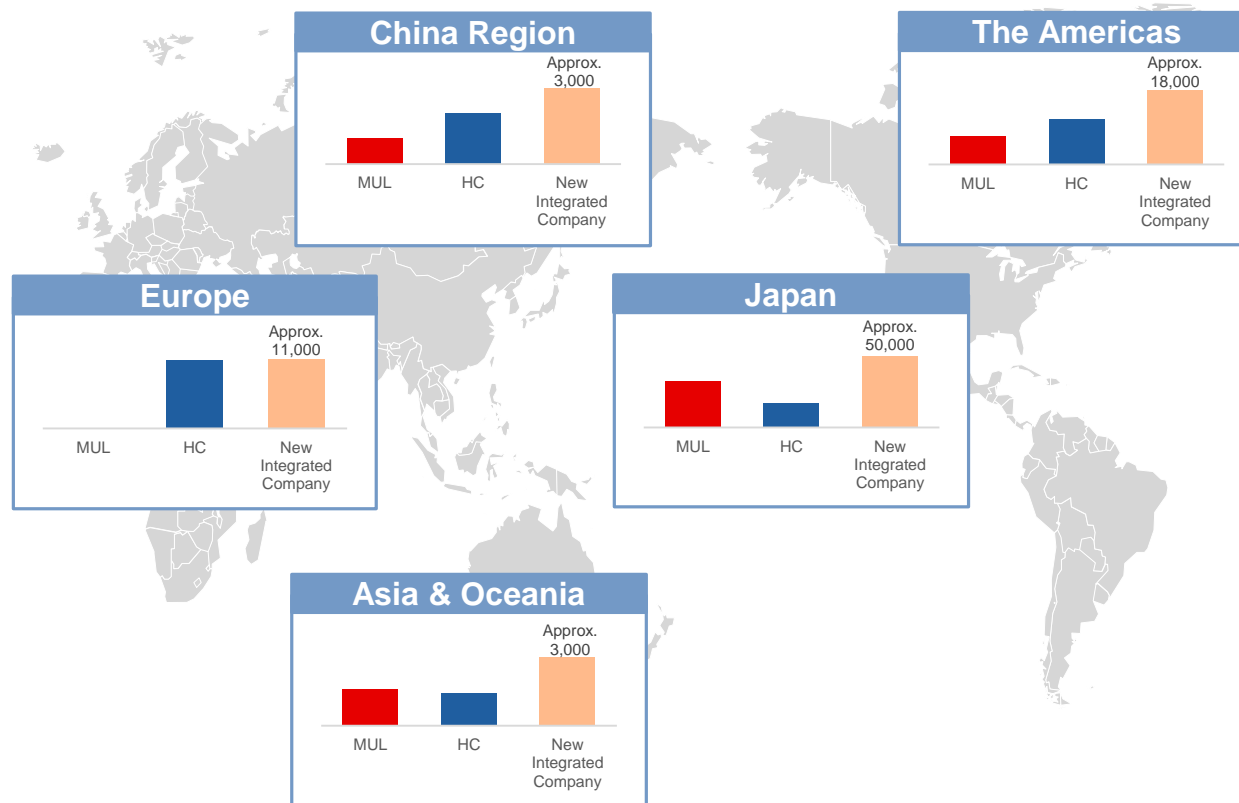 China Region
Approx.
3,000
MUL
HC
New
Integrated
Company
The Americas
Approx.
18,000
MUL
HC
New
Integrated
Company
Europe
Approx.
11,000
MUL
HC
New
Integrated
Company
Japan
Approx.
50,000
MUL
HC
New
Integrated
Company
Asia & Oceania
Approx.
3,000
MUL
HC
New
Integrated
Company